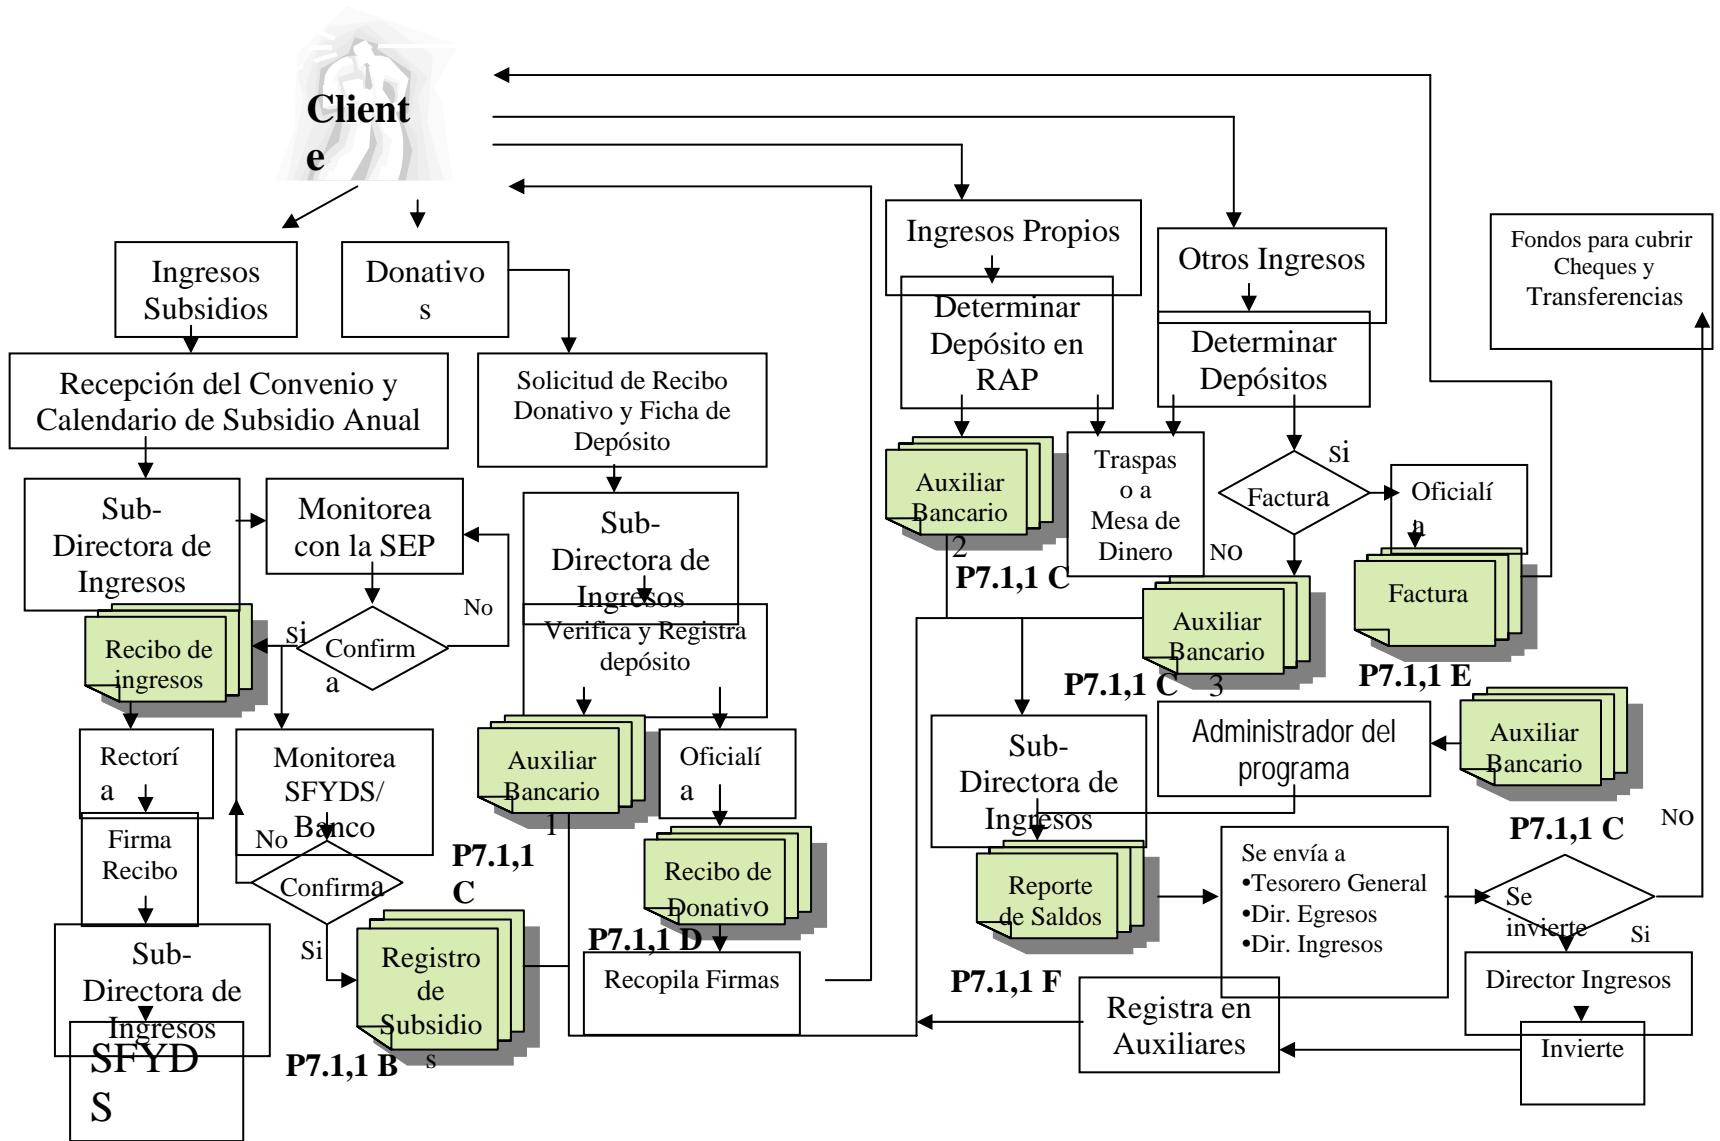 Client
e
Ingresos
Subsidios
Donativo
s
Recepción del Convenio y
Calendario de Subsidio Anual
Solicitud de Recibo
Donativo y Ficha de
Depósito
Sub-
Directora de
Ingresos
Monitorea
con la SEP
No
si
Confirm
a
Recibo de
ingresos
Rectorí
a
Firma
Recibo
Sub-
Directora de
Ingresos
SFYD
S
Monitorea
SFYDS/
Banco
No
Confirma
Si
Registro
de
Subsidio
s
P7.1,1 B
Sub-
Directora de
Ingresos
Verifica y Registra
depósito
Auxiliar
Bancario
1
P7.1,1
C
Oficialí
a
Recibo de
Donativo
P7.1,1 D
Recopila Firmas
Ingresos Propios
Determinar
Depósito en
RAP
Auxiliar
Bancario
2
P7.1,1 C
Traspas
o a
Mesa de
Dinero
Otros Ingresos
Determinar
Depósitos
Factura
si
NO
Oficialí
a
Factura
P7.1,1 E
Auxiliar
Bancario
3
P7.1,1 C
Fondos para cubrir
Cheques y
Transferencias
Sub-
Directora de
Ingresos
Administrador del
programa
Auxiliar
Bancario
P7.1,1 C
NO
Reporte
de Saldos
P7.1,1 F
Se envía a
•Tesorero General
•Dir. Egresos
•Dir. Ingresos
Se
invierte
Si
Director Ingresos
Invierte
Registra en
Auxiliares